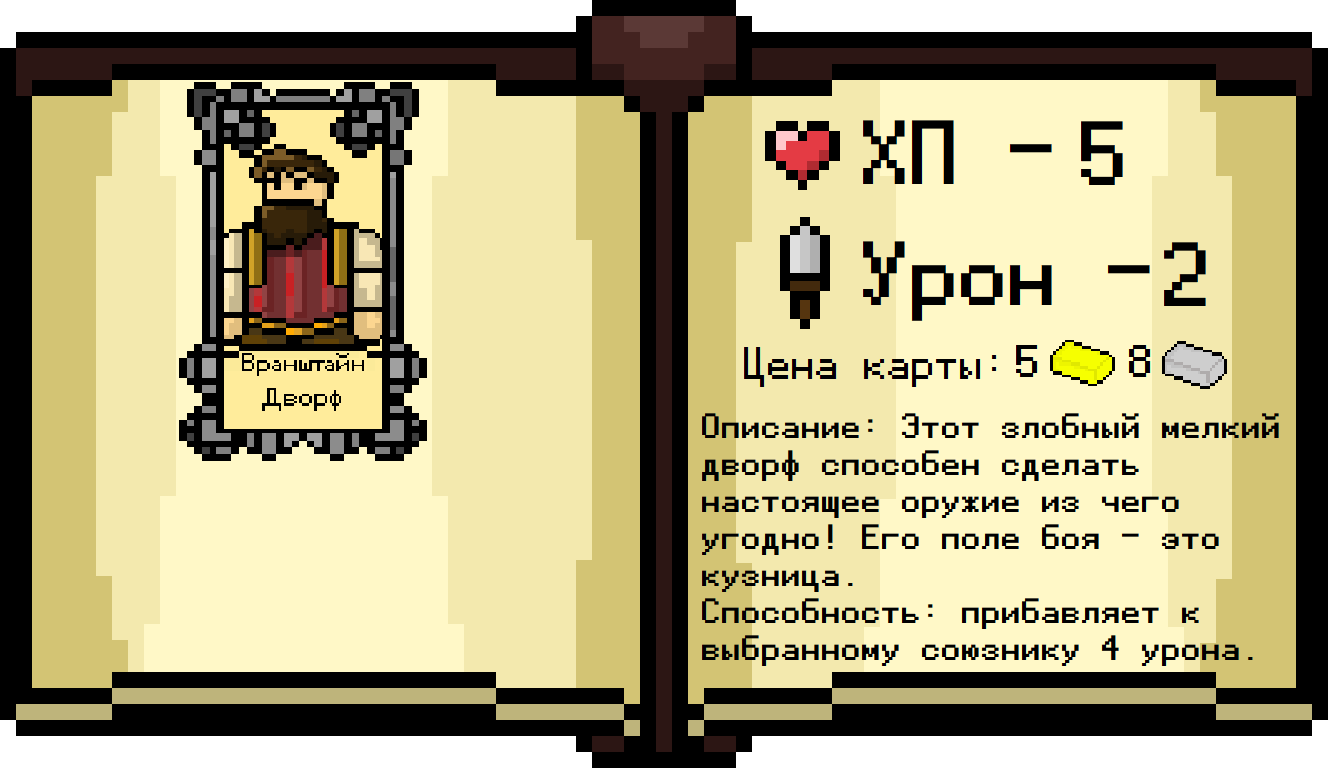 Вранштайн
Дворф
ХП - 5
Урон -2
Цена карты: 5 8
Описание: Этот злобный мелкий
дворф способен сделать
настоящее оружие из чего
угодно! Его поле боя - это
кузница.
Способность: прибавляет к
выбранному союзнику 4 урона.